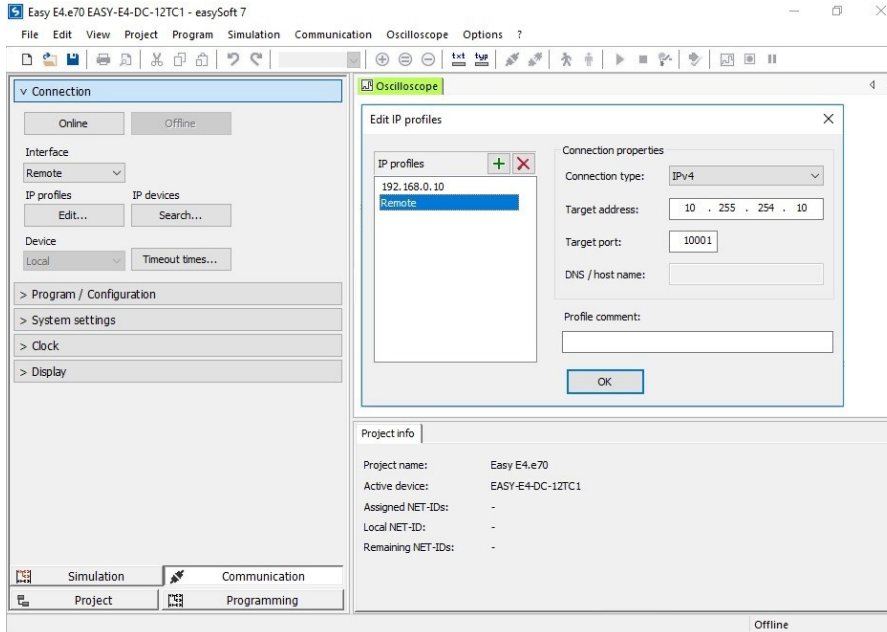 Easy E4.e70 EASY-E4-DC-12TC1 - easySoft 7
File Edit View Project Program Simulation Communication Oscilloscope Options ?
txt typ
v Connection
Online Offline
Interface
Remote
IP profiles IP devices
Edit... Search...
Device
Local Timeout times...
> Program / Configuration
> System settings
> Clock
> Display
Simulation Communication
Project Programming
Oscilloscope
Edit IP profiles
IP profiles
192.168.0.10
Remote
Connection properties
Connection type: IPv4
Target address: 10 . 255 . 254 . 10
Target port: 10001
DNS / host name:
Profile comment:
OK
Project info
Project name: Easy E4.e70
Active device: EASY-E4-DC-12TC1
Assigned NET-IDs: -
Local NET-ID: -
Remaining NET-IDs: -
Offline